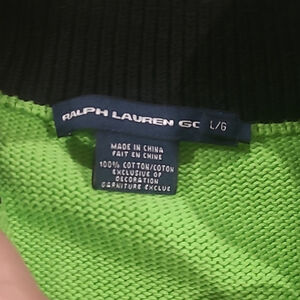 RALPH LAUREN GO L/G
MADE IN CHINA
FAIT EN CHINE
100% COTTON/COTON
EXCLUSIVE OF
DECORATION
GARNITURE EXCLUE